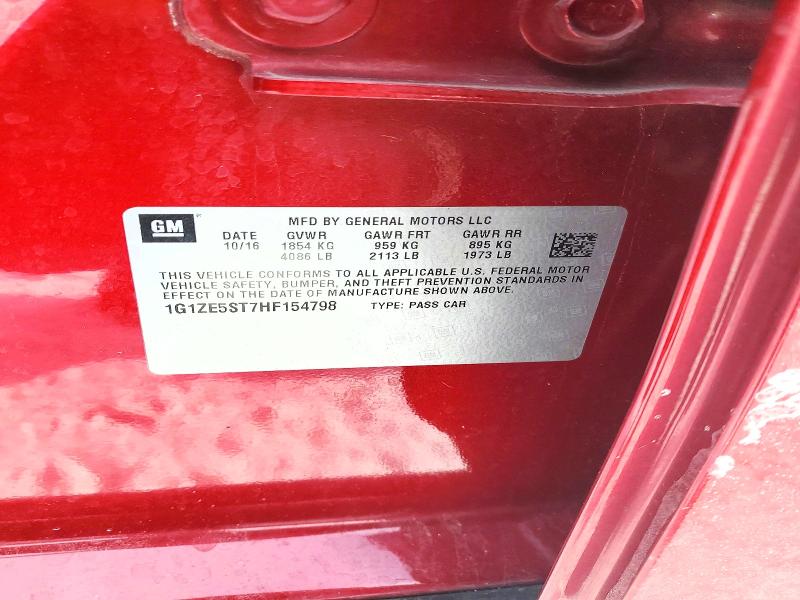 GM
MFD BY GENERAL MOTORS LLC
DATE GVWR GAWR FRT GAWR RR
10/16 1854 KG 959 KG 895 KG
4086 LB 2113 LB 1973 LB
THIS VEHICLE CONFORMS TO ALL APPLICABLE U.S. FEDERAL MOTOR
VEHICLE SAFETY, BUMPER, AND THEFT PREVENTION STANDARDS IN
EFFECT ON THE DATE OF MANUFACTURE SHOWN ABOVE.
1G1ZE5ST7HF154798 TYPE: PASS CAR